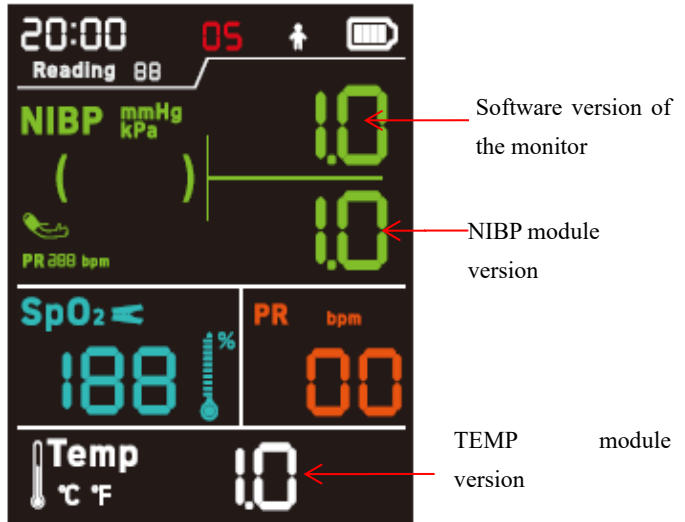 20:00 05
Reading 88
NIBP mmHg
kPa
1.0
Software version of
the monitor
( )
1.0
NIBP module
version
PR 288 bpm
SpO2
%
188
PR bpm
00
Temp
°C °F
1.0
TEMP module
version